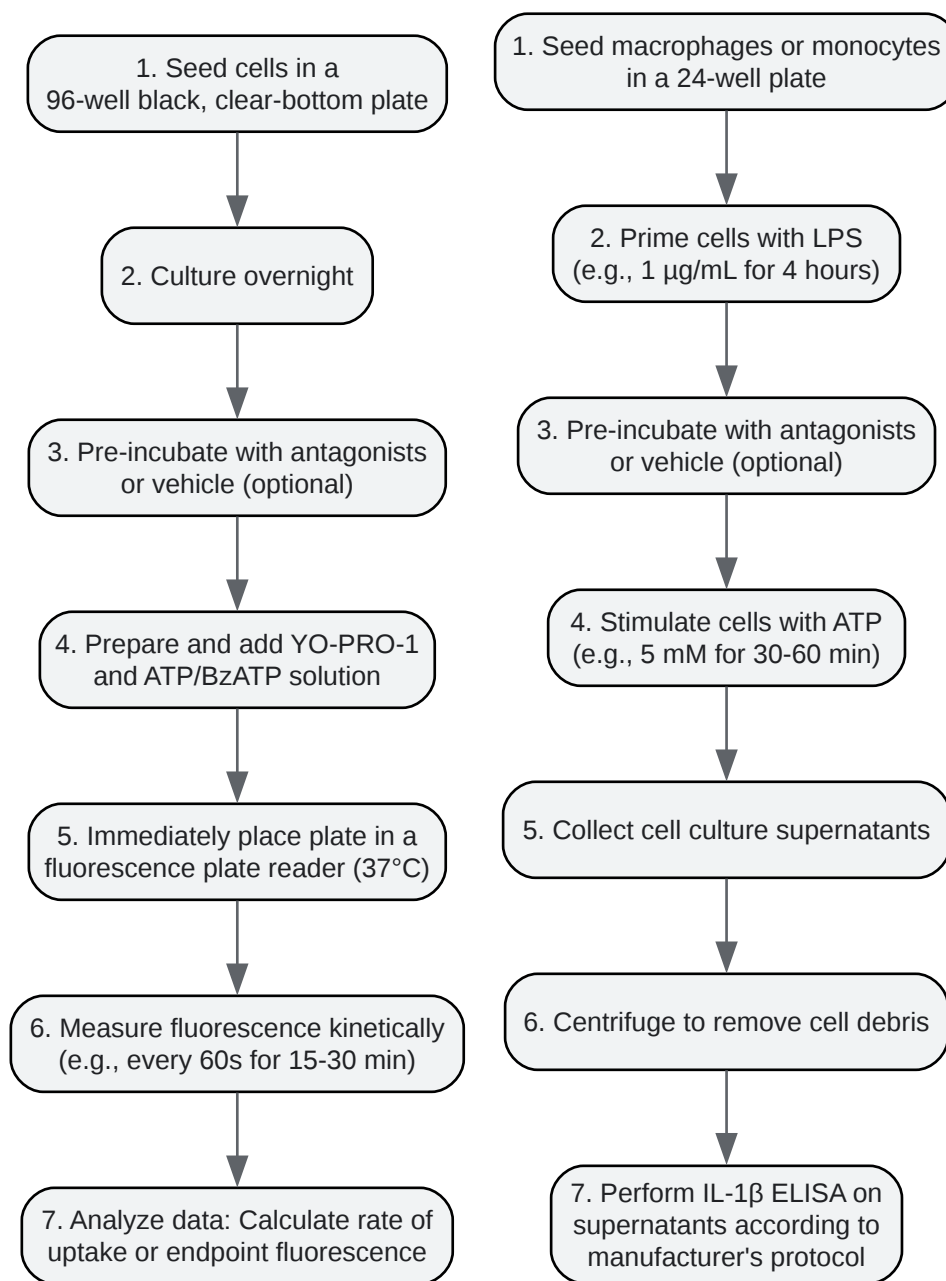 1. Seed cells in a
96-well black, clear-bottom plate
2. Culture overnight
3. Pre-incubate with antagonists
or vehicle (optional)
4. Prepare and add YO-PRO-1
and ATP/BzATP solution
5. Immediately place plate in a
fluorescence plate reader (37°C)
6. Measure fluorescence kinetically
(e.g., every 60s for 15-30 min)
7. Analyze data: Calculate rate of
uptake or endpoint fluorescence
1. Seed macrophages or monocytes
in a 24-well plate
2. Prime cells with LPS
(e.g., 1 µg/mL for 4 hours)
3. Pre-incubate with antagonists
or vehicle (optional)
4. Stimulate cells with ATP
(e.g., 5 mM for 30-60 min)
5. Collect cell culture supernatants
6. Centrifuge to remove cell debris
7. Perform IL-1β ELISA on
supernatants according to
manufacturer's protocol